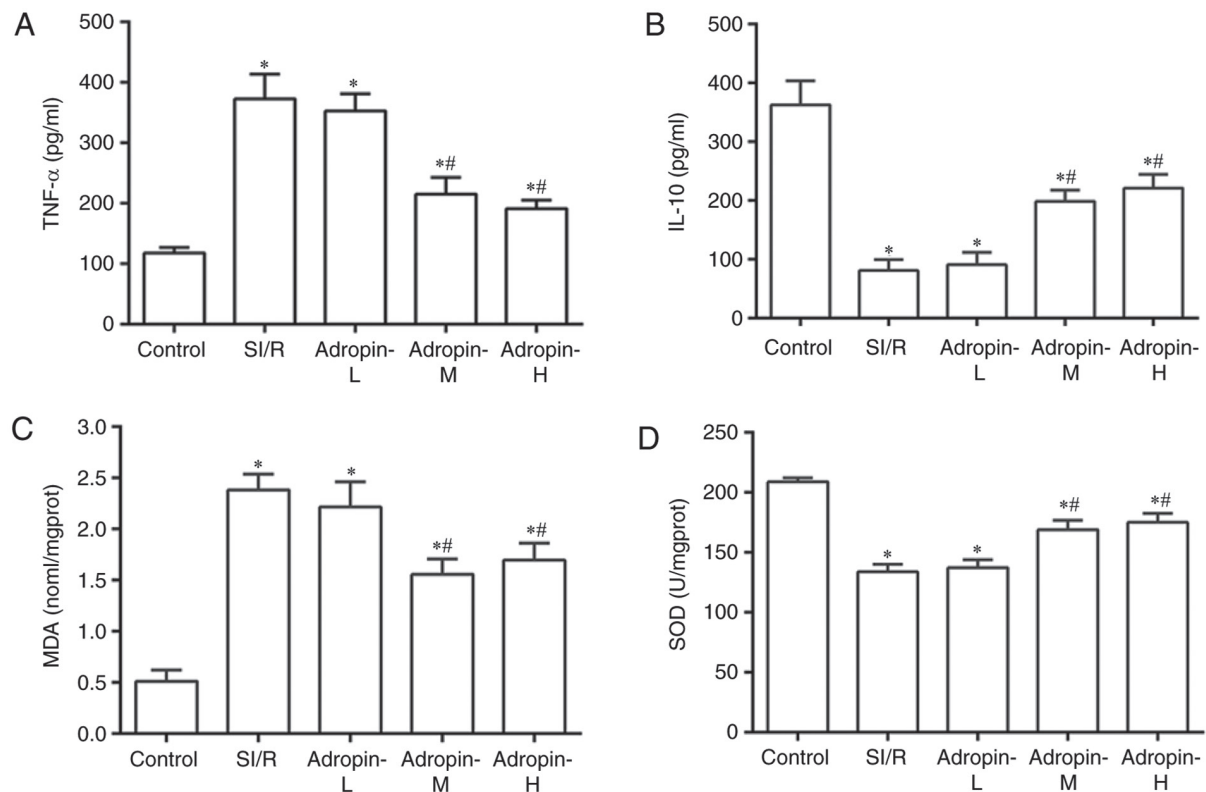 A
TNF-α (pg/ml)
500
400
300
200
100
0
*
*
*#
*#
Control
SI/R
Adropin-
L
Adropin-
M
Adropin-
H
B
IL-10 (pg/ml)
500
400
300
200
100
0
*
*
*#
*#
Control
SI/R
Adropin-
L
Adropin-
M
Adropin-
H
C
MDA (noml/mgprot)
3.0
2.5
2.0
1.5
1.0
0.5
0.0
*
*
*#
*#
Control
SI/R
Adropin-
L
Adropin-
M
Adropin-
H
D
SOD (U/mgprot)
250
200
150
100
50
0
*
*
*#
*#
Control
SI/R
Adropin-
L
Adropin-
M
Adropin-
H